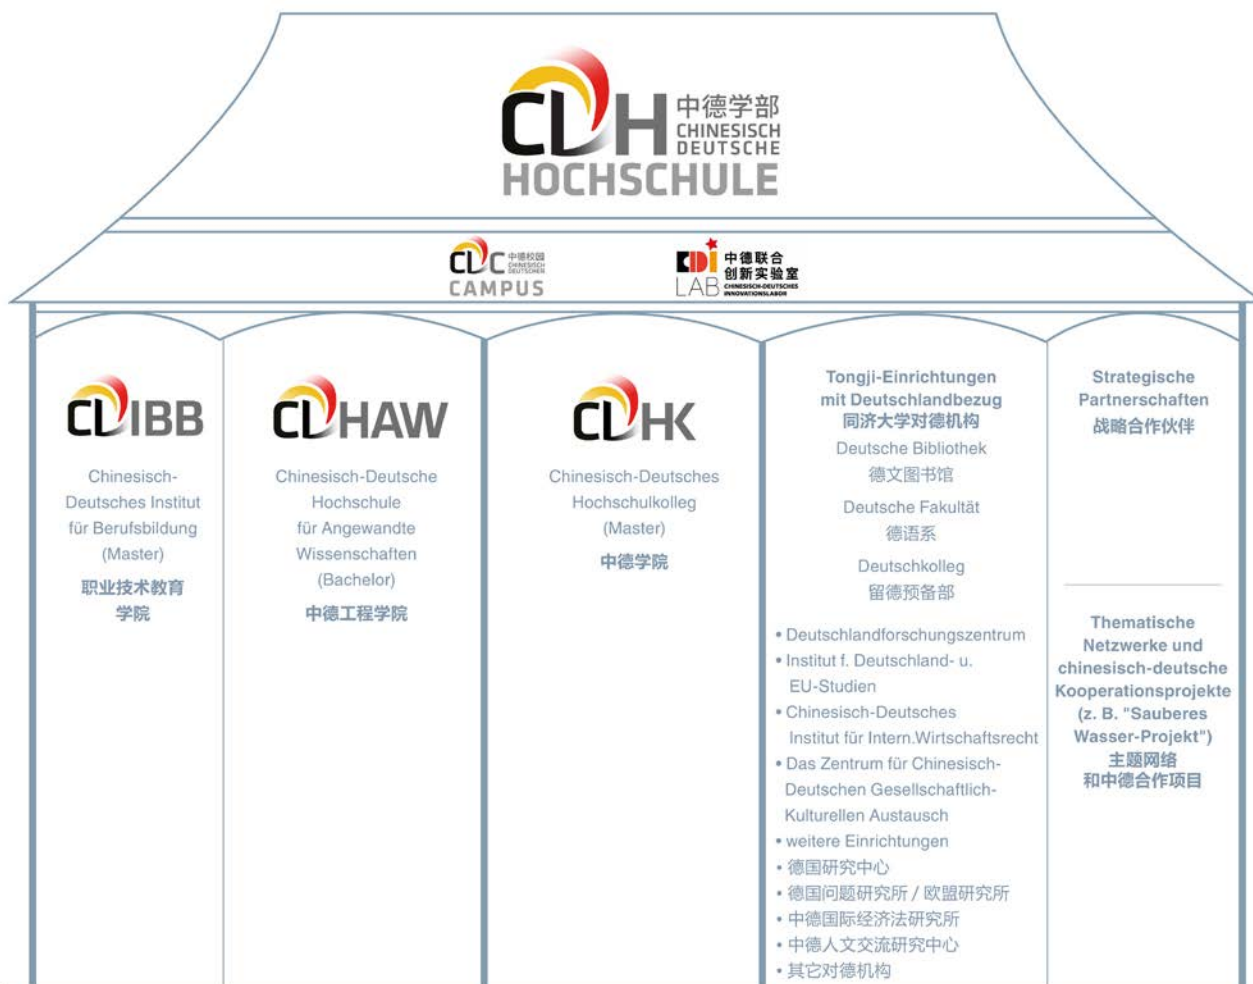 CDH 中德学部
CHINESISCH
DEUTSCHE
HOCHSCHULE
CDC 中德校园
CHINESISCH
DEUTSCHER
CAMPUS
CDI 中德联合
创新实验室
LAB CHINESISCH-DEUTSCHES
INNOVATIONSLABOR
CDIBB
Chinesisch-
Deutsches Institut
für Berufsbildung
(Master)
职业技术教育
学院
CDHAW
Chinesisch-Deutsche
Hochschule
für Angewandte
Wissenschaften
(Bachelor)
中德工程学院
CDHK
Chinesisch-Deutsches
Hochschulkolleg
(Master)
中德学院
Tongji-Einrichtungen
mit Deutschlandbezug
同济大学对德机构
Deutsche Bibliothek
德文图书馆
Deutsche Fakultät
德语系
Deutschkolleg
留德预备部
• Deutschlandforschungszentrum
• Institut f. Deutschland- u.
EU-Studien
• Chinesisch-Deutsches
Institut für Intern.Wirtschaftsrecht
• Das Zentrum für Chinesisch-
Deutschen Gesellschaftlich-
Kulturellen Austausch
• weitere Einrichtungen
• 德国研究中心
• 德国问题研究所 / 欧盟研究所
• 中德国际经济法研究所
• 中德人文交流研究中心
• 其它对德机构
Strategische
Partnerschaften
战略合作伙伴
Thematische
Netzwerke und
chinesisch-deutsche
Kooperationsprojekte
(z. B. "Sauberes
Wasser-Projekt")
主题网络
和中德合作项目